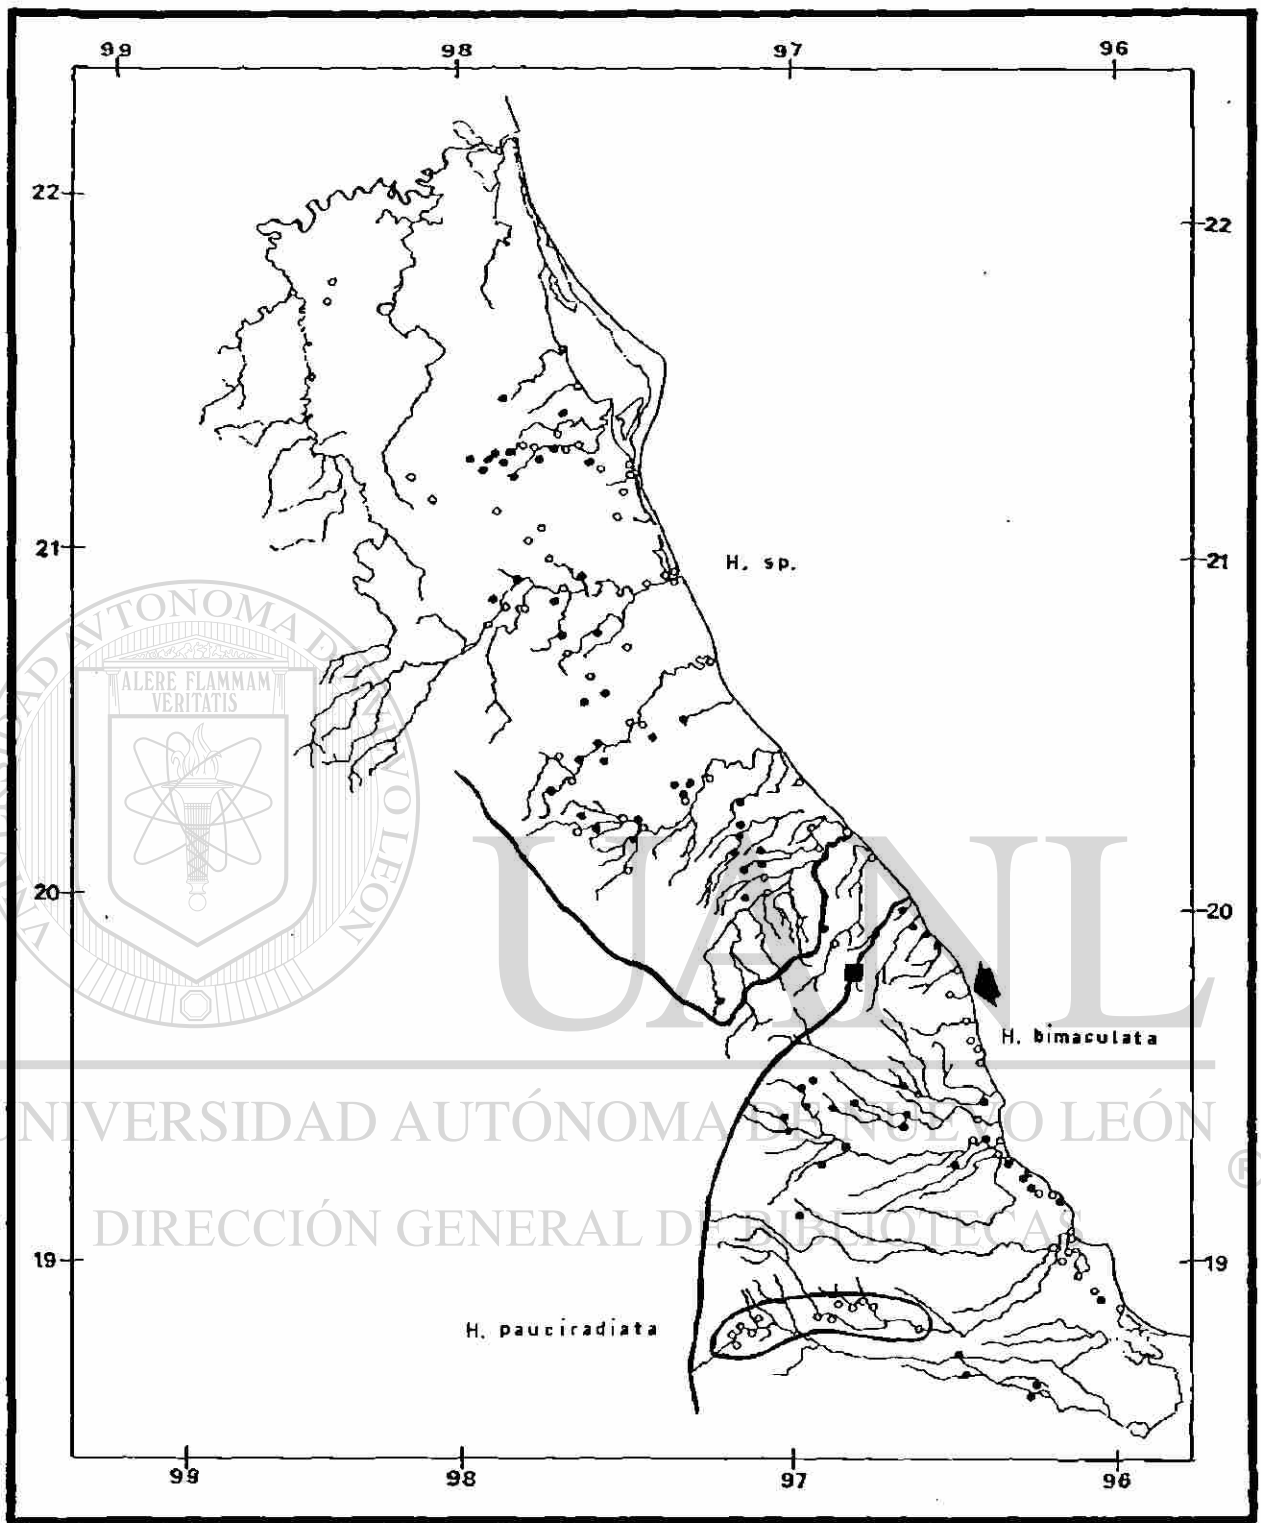 99 98 97 96
22
22
21
21
H. sp.
ALERE FLAMMAM
VERITATIS
UANL
20
20
H. bimaculata
UNIVERSIDAD AUTÓNOMA DE NUEVO LEÓN
®
DIRECCIÓN GENERAL DE BIBLIOTECAS
19
19
H. pauciradiata
99 98 97 96